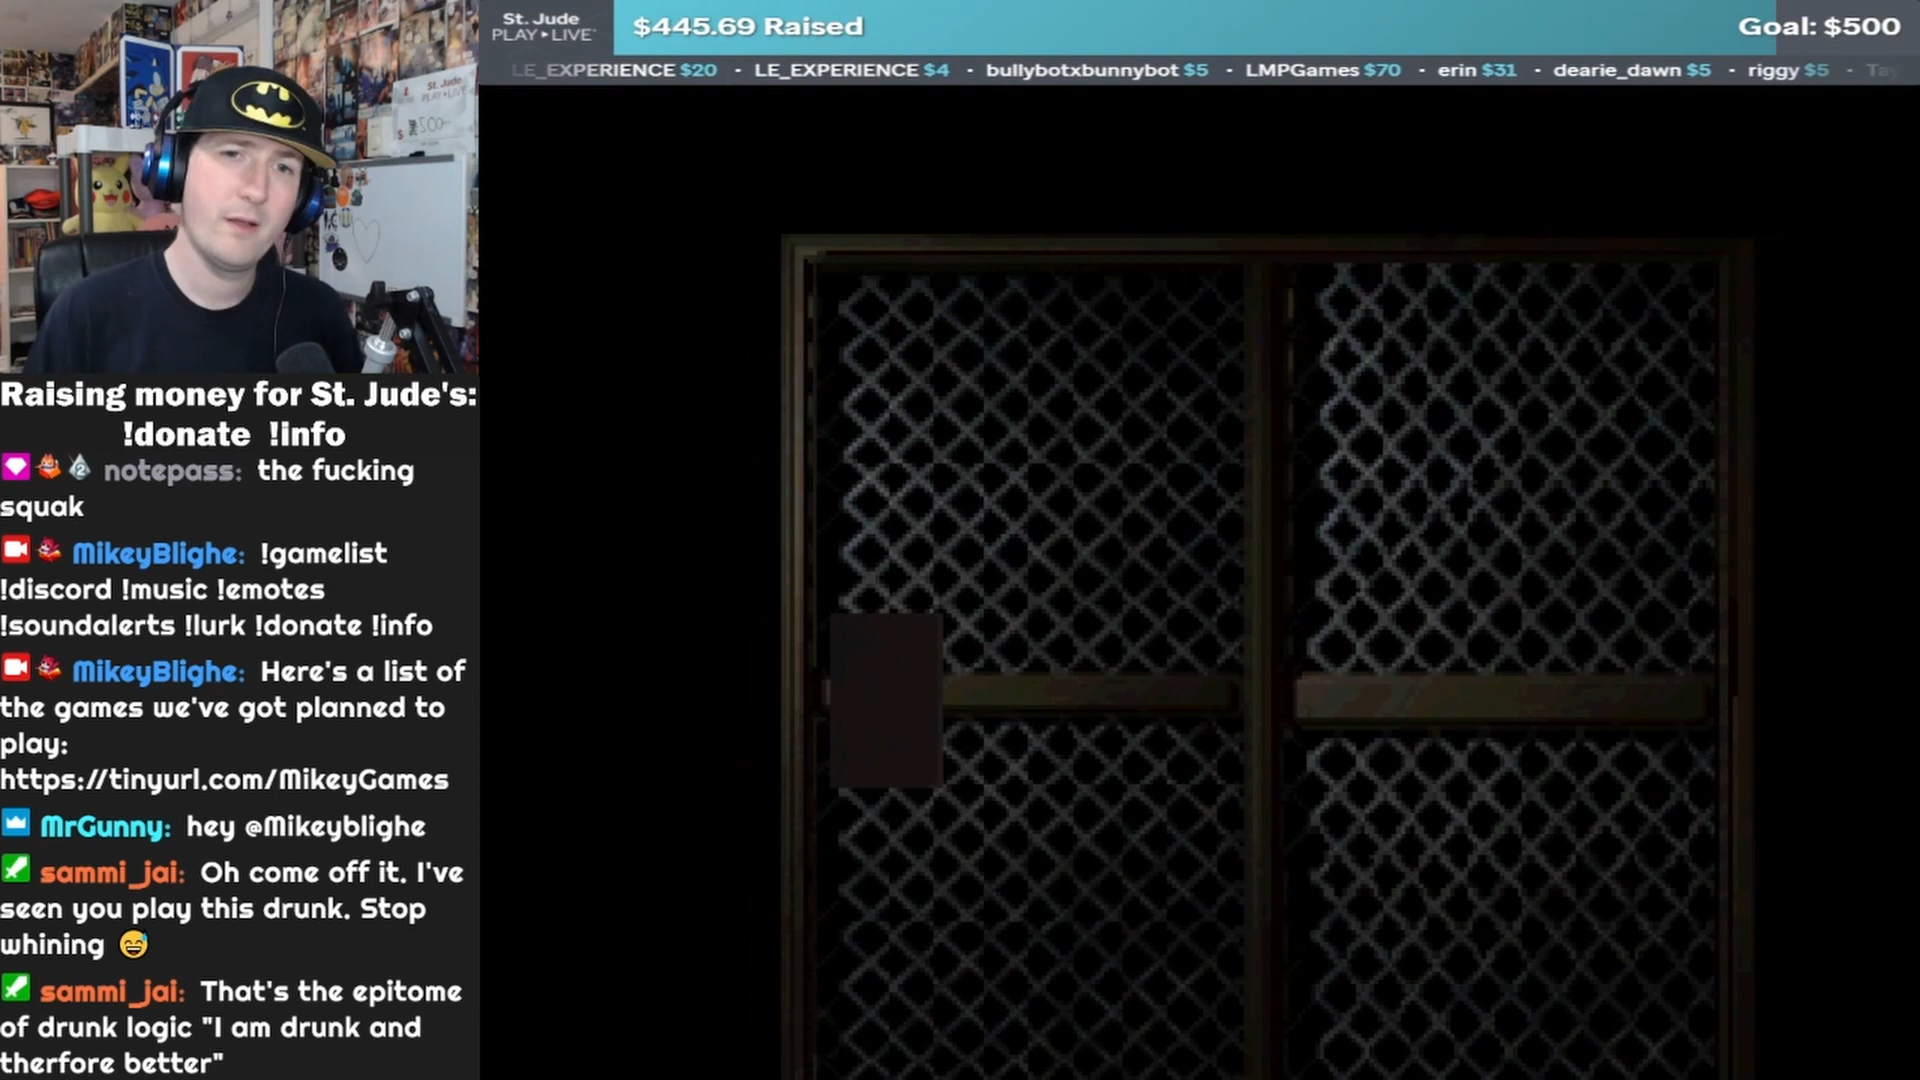 St. Jude
PLAY LIVE
$445.69 Raised
Goal: $500
LE_EXPERIENCE $20 · LE_EXPERIENCE $4 · bullybotxbunnybot $5 · LMPGames $70 · erin $31 · dearie_dawn $5 · riggy $5 ·
St. Jude
PLAY LIVE
Raising money for St. Jude's:
!donate !info
notepass: the fucking
squak
MikeyBlighe: !gamelist
!discord !music !emotes
!soundalerts !lurk !donate !info
MikeyBlighe: Here's a list of
the games we've got planned to
play:
https://tinyurl.com/MikeyGames
MrGunny: hey @Mikeyblighe
sammi_jai: Oh come off it. I've
seen you play this drunk. Stop
whining 😅
sammi_jai: That's the epitome
of drunk logic "I am drunk and
therfore better"